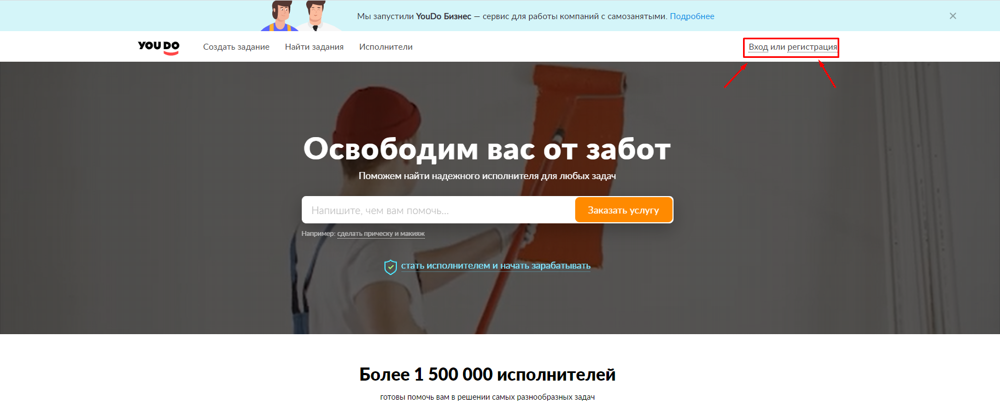 Мы запустили YouDo Бизнес — сервис для работы компаний с самозанятыми. Подробнее
YOU DO
Создать задание
Найти задания
Исполнители
Вход или регистрация
Освободим вас от забот
Поможем найти надежного исполнителя для любых задач
Напишите, чем вам помочь...
Заказать услугу
Например: сделать прическу и макияж
стать исполнителем и начать зарабатывать
Более 1 500 000 исполнителей
готовы помочь вам в решении самых разнообразных задач